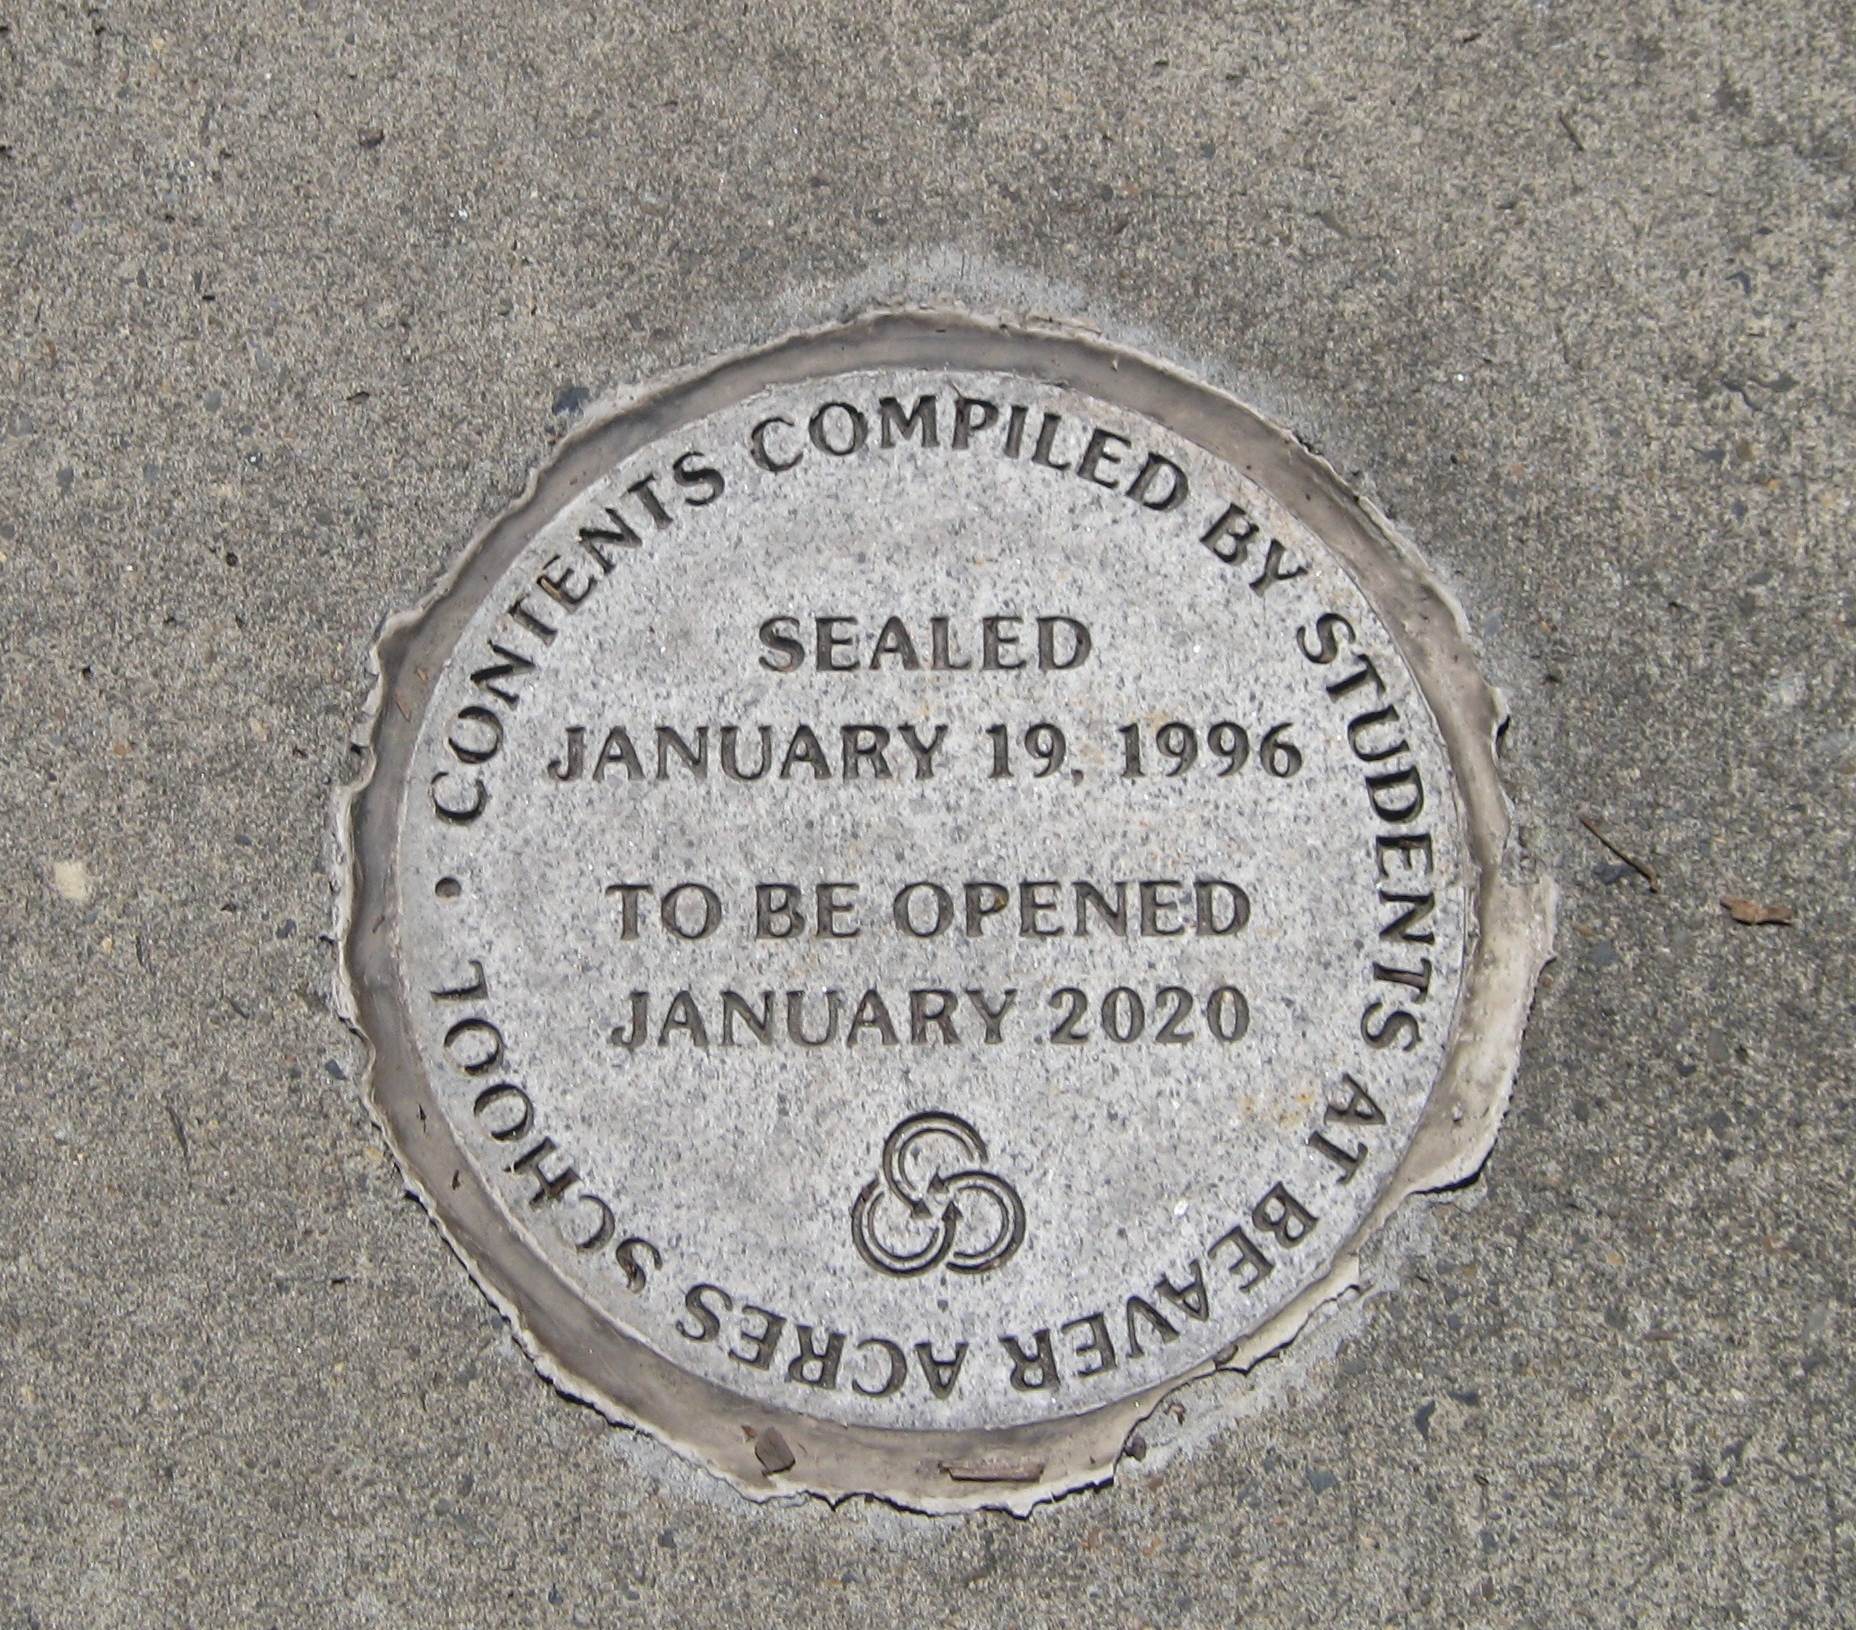 CONTENTS COMPILED BY STUDENTS AT BEAVER ACRES SCHOOL •
SEALED
JANUARY 19, 1996
TO BE OPENED
JANUARY 2020